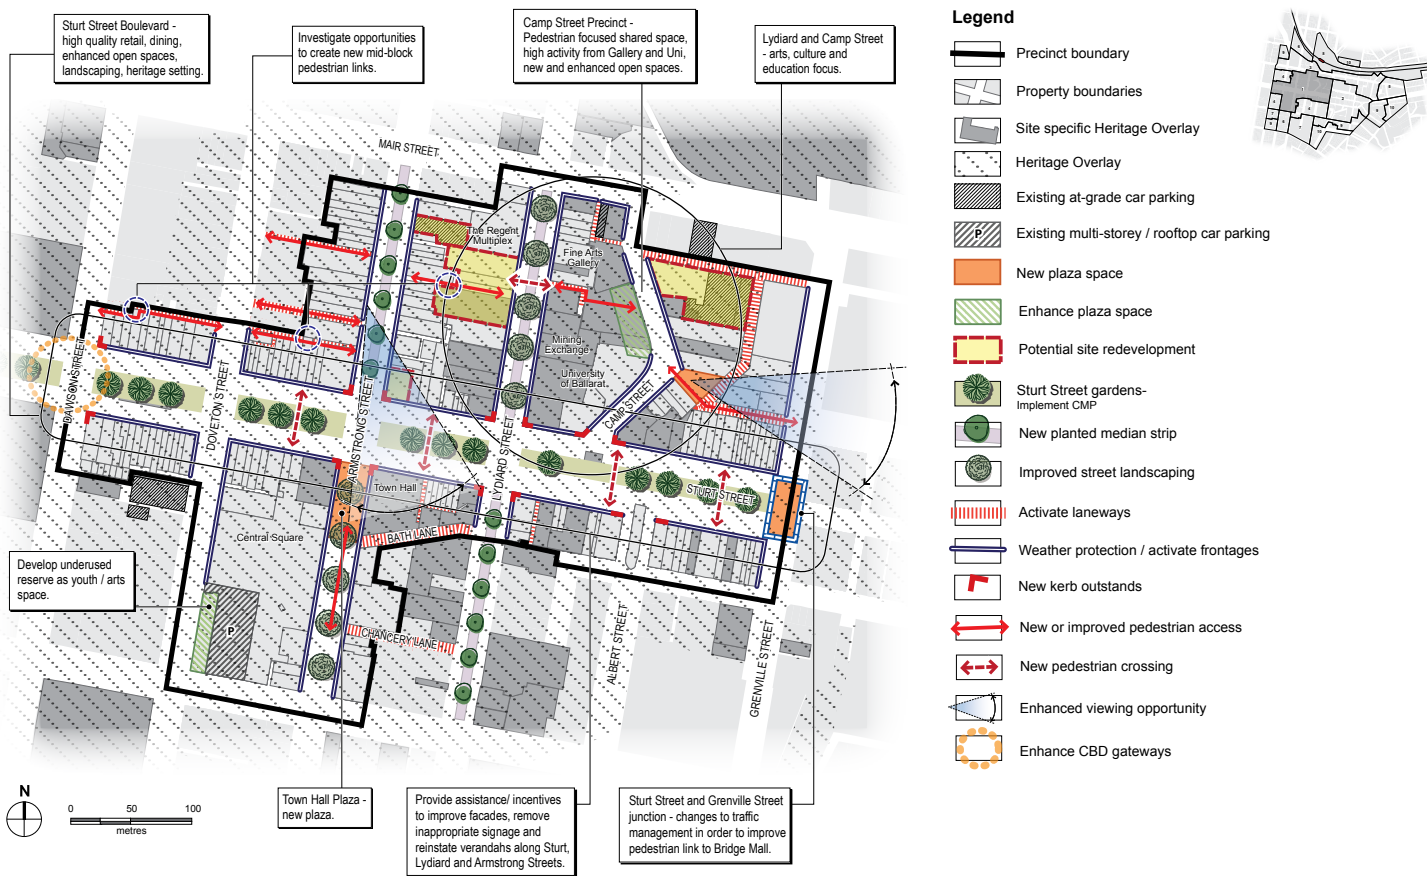 Sturt Street Boulevard -
high quality retail, dining,
enhanced open spaces,
landscaping, heritage setting.
Investigate opportunities
to create new mid-block
pedestrian links.
Camp Street Precinct -
Pedestrian focused shared space,
high activity from Gallery and Uni,
new and enhanced open spaces.
Lydiard and Camp Street
- arts, culture and
education focus.
MAIR STREET
The Regent
Multiplex
Fine Arts
Gallery
Mining
Exchange
University
of Ballarat
DAWSON STREET
DOVETON STREET
ARMSTRONG STREET
LYDIARD STREET
CAMP STREET
STURT STREET
Town Hall
Central Square
BATH LANE
CHANCERY LANE
P
ALBERT STREET
GRENVILLE STREET
Develop underused
reserve as youth / arts
space.
Town Hall Plaza -
new plaza.
Provide assistance/ incentives
to improve facades, remove
inappropriate signage and
reinstate verandahs along Sturt,
Lydiard and Armstrong Streets.
Sturt Street and Grenville Street
junction - changes to traffic
management in order to improve
pedestrian link to Bridge Mall.
N
0 50 100
metres
Legend
Precinct boundary
Property boundaries
Site specific Heritage Overlay
Heritage Overlay
Existing at-grade car parking
P Existing multi-storey / rooftop car parking
New plaza space
Enhance plaza space
Potential site redevelopment
Sturt Street gardens-
Implement CMP
New planted median strip
Improved street landscaping
Activate laneways
Weather protection / activate frontages
New kerb outstands
New or improved pedestrian access
New pedestrian crossing
Enhanced viewing opportunity
Enhance CBD gateways